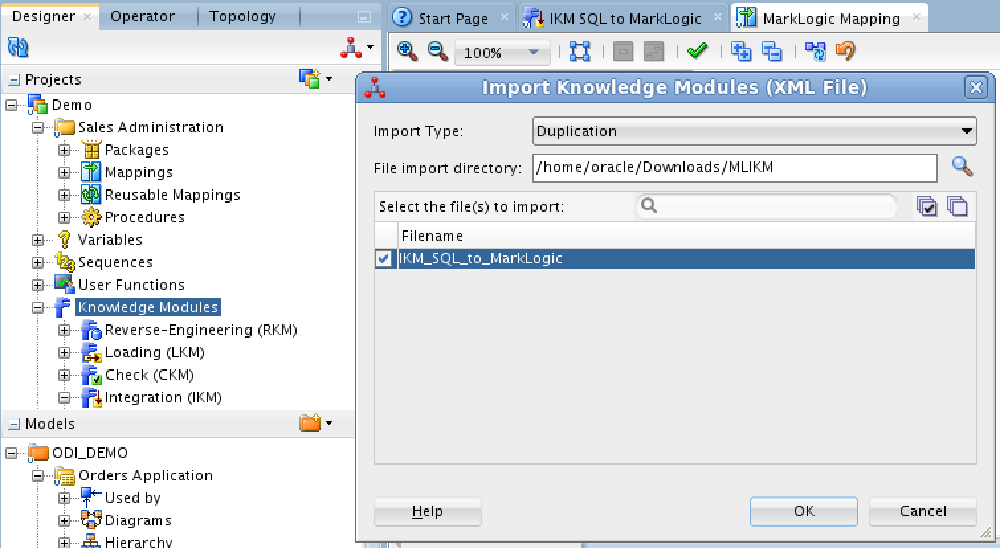 Designer
Operator
Topology
Start Page
IKM SQL to MarkLogic
MarkLogic Mapping
100%
Projects
Demo
Sales Administration
Packages
Mappings
Reusable Mappings
Procedures
Variables
Sequences
User Functions
Knowledge Modules
Reverse-Engineering (RKM)
Loading (LKM)
Check (CKM)
Integration (IKM)
Models
ODI_DEMO
Orders Application
Used by
Diagrams
Hierarchy
Import Knowledge Modules (XML File)
Import Type:
Duplication
File import directory:
/home/oracle/Downloads/MLIKM
Select the file(s) to import:
Filename
IKM_SQL_to_MarkLogic
Help
OK
Cancel